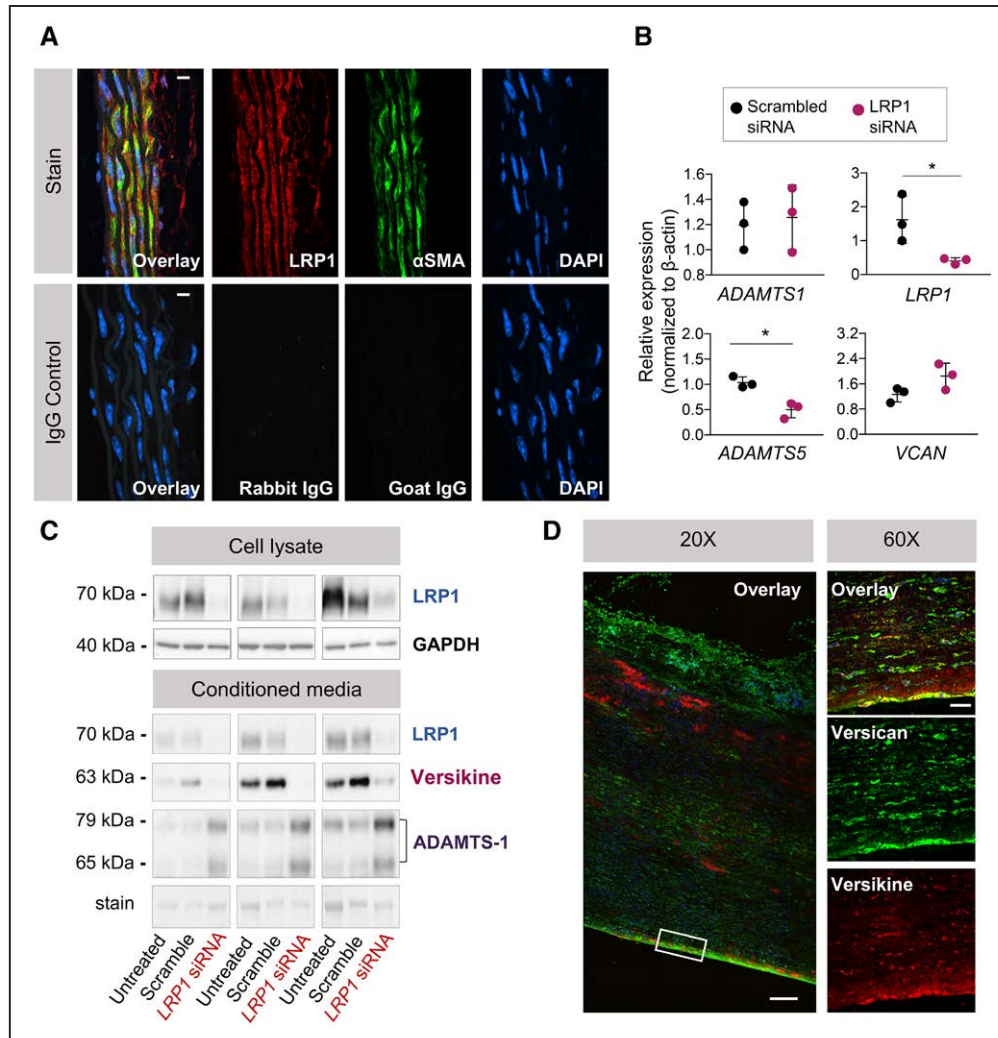 A
Stain
Overlay
LRP1
αSMA
DAPI
IgG Control
Overlay
Rabbit IgG
Goat IgG
DAPI
B
Scrambled
siRNA
LRP1
siRNA
Relative expression
(normalized to β-actin)
1.6
1.4
1.2
1.0
0.8
ADAMTS1
3
2
1
0
*
LRP1
1.5
1.0
0.5
0.0
*
ADAMTS5
3.2
2.4
1.6
0.8
0.0
VCAN
C
Cell lysate
70 kDa -
LRP1
40 kDa -
GAPDH
Conditioned media
70 kDa -
LRP1
63 kDa -
Versikine
79 kDa -
ADAMTS-1
65 kDa -
stain
Untreated
Scramble
LRP1 siRNA
Untreated
Scramble
LRP1 siRNA
Untreated
Scramble
LRP1 siRNA
D
20X
60X
Overlay
Overlay
Versican
Versikine